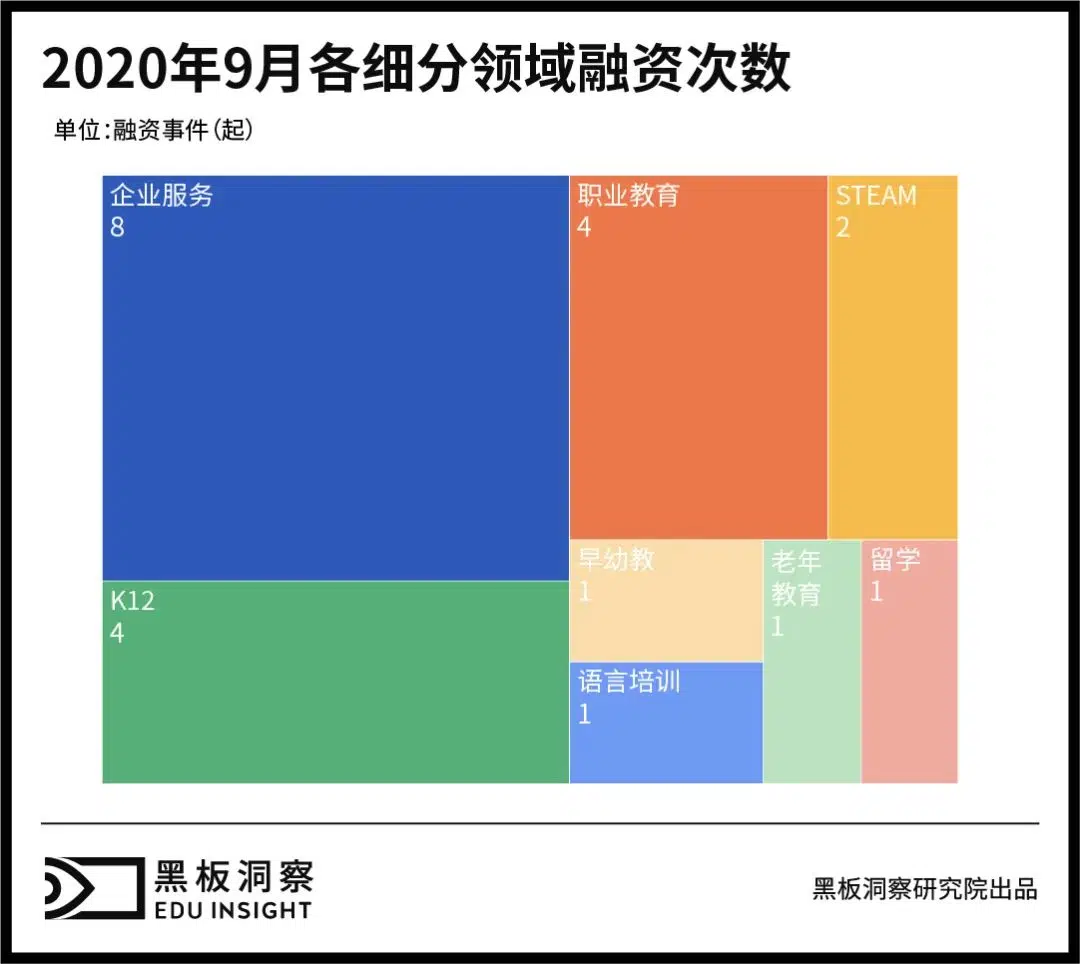 2020年9月各细分领域融资次数
单位:融资事件(起)
企业服务
8
职业教育
4
STEAM
2
K12
4
早幼教
1
老年
教育
1
留学
1
语言培训
1
黑板洞察
EDU INSIGHT
黑板洞察研究院出品